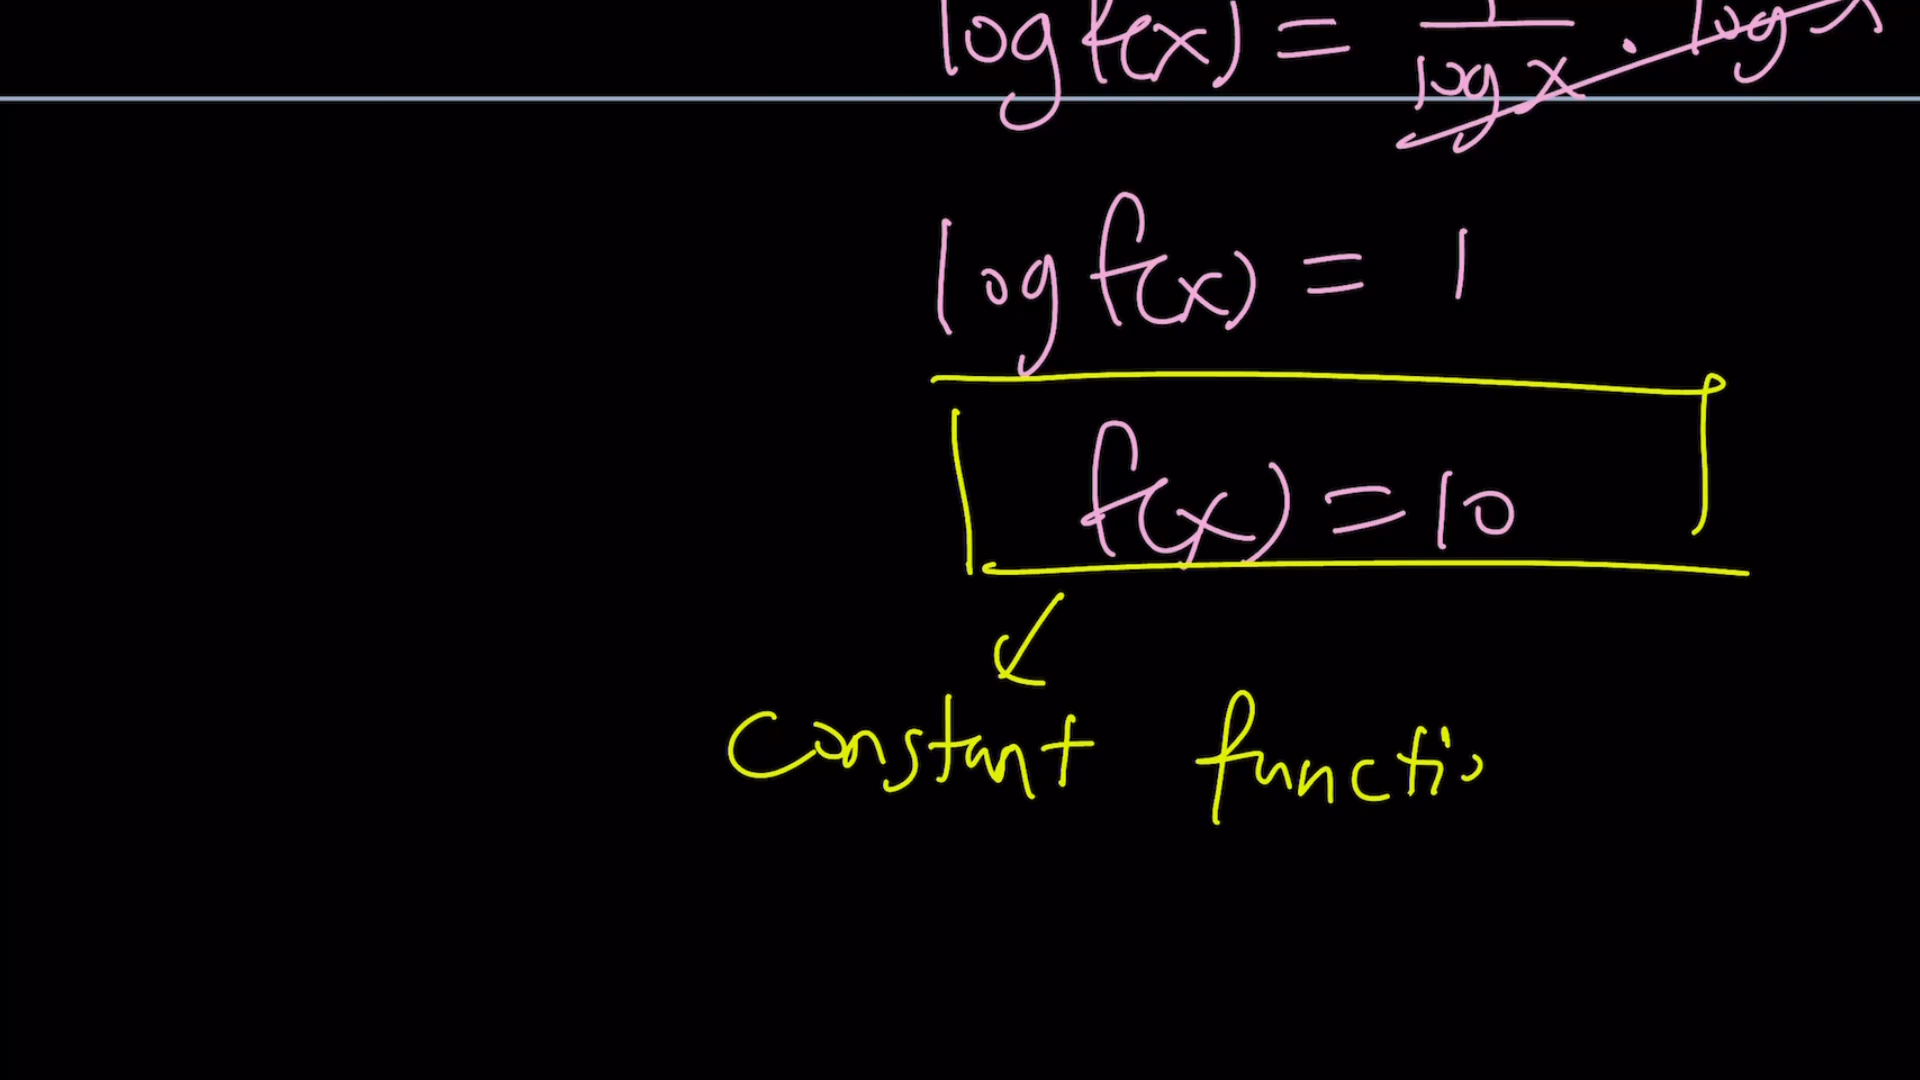 log f(x) = 1/log x · log x
log f(x) = 1
f(x) = 10
Constant functio